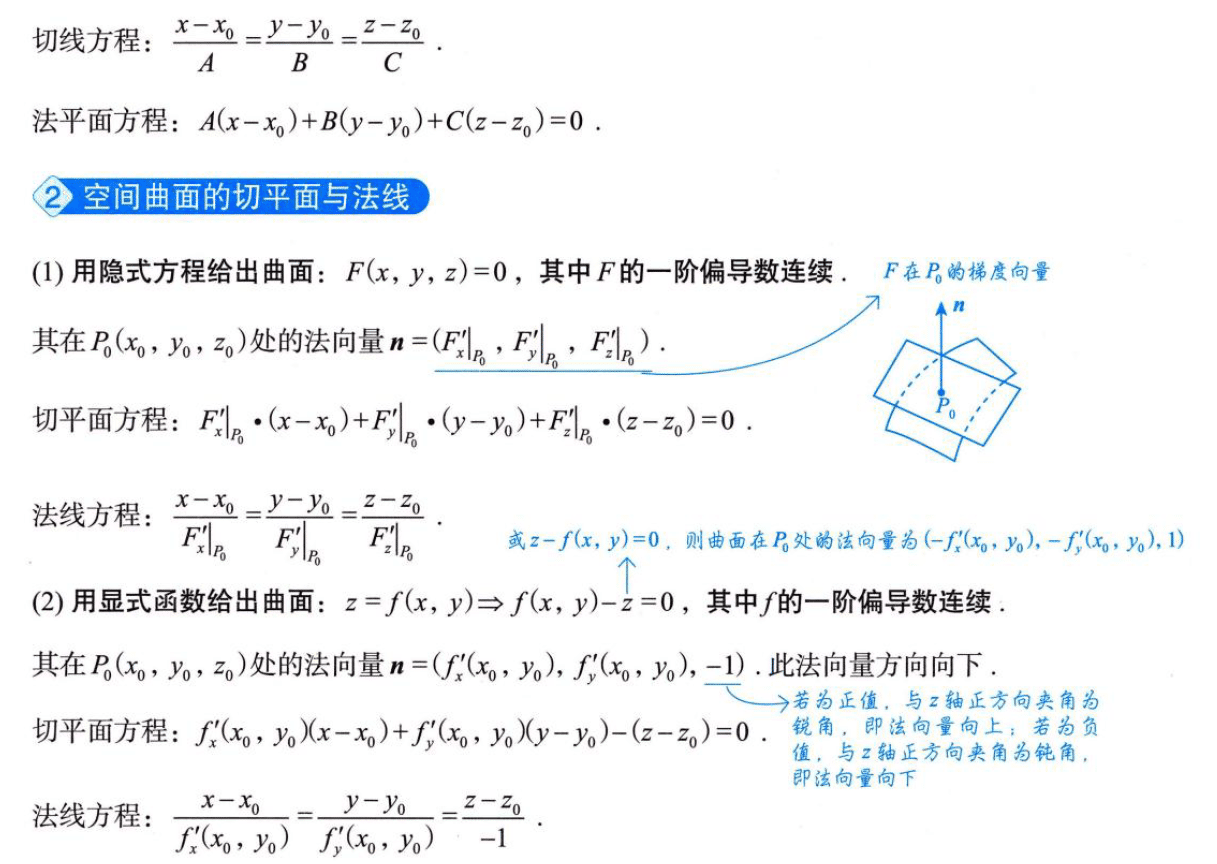 切线方程：$\frac{x-x_0}{A}=\frac{y-y_0}{B}=\frac{z-z_0}{C}$．
法平面方程：$A(x-x_0)+B(y-y_0)+C(z-z_0)=0$．
2 空间曲面的切平面与法线
(1) 用隐式方程给出曲面：$F(x, y, z)=0$，其中 $F$ 的一阶偏导数连续．
$F$ 在 $P_0$ 的梯度向量
$n$
其在 $P_0(x_0, y_0, z_0)$ 处的法向量 $n=(F'_x|_{P_0}, F'_y|_{P_0}, F'_z|_{P_0})$．
$P_0$
切平面方程：$F'_x|_{P_0}\cdot(x-x_0)+F'_y|_{P_0}\cdot(y-y_0)+F'_z|_{P_0}\cdot(z-z_0)=0$．
法线方程：$\frac{x-x_0}{F'_x|_{P_0}}=\frac{y-y_0}{F'_y|_{P_0}}=\frac{z-z_0}{F'_z|_{P_0}}$．
或 $z-f(x, y)=0$，则曲面在 $P_0$ 处的法向量为 $(-f'_x(x_0, y_0), -f'_y(x_0, y_0), 1)$
(2) 用显式函数给出曲面：$z=f(x, y)\Rightarrow f(x, y)-z=0$，其中 $f$ 的一阶偏导数连续．
其在 $P_0(x_0, y_0, z_0)$ 处的法向量 $n=(f'_x(x_0, y_0), f'_y(x_0, y_0), -1)$．此法向量方向向下．
若为正值，与 z 轴正方向夹角为
锐角，即法向量向上；若为负
值，与 z 轴正方向夹角为钝角，
即法向量向下
切平面方程：$f'_x(x_0, y_0)(x-x_0)+f'_y(x_0, y_0)(y-y_0)-(z-z_0)=0$．
法线方程：$\frac{x-x_0}{f'_x(x_0, y_0)}=\frac{y-y_0}{f'_y(x_0, y_0)}=\frac{z-z_0}{-1}$．